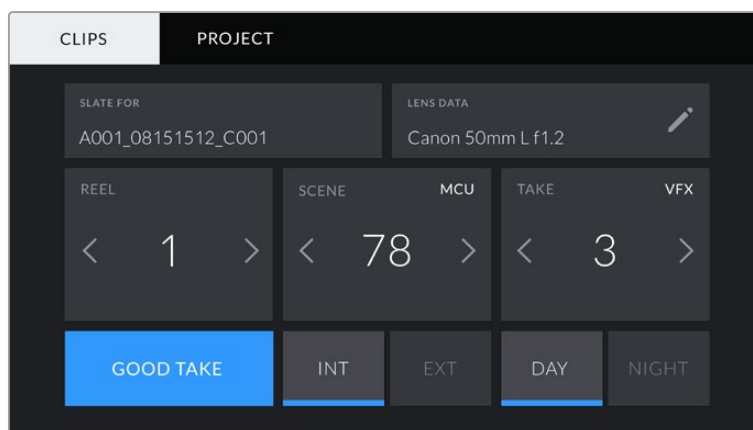 CLIPS PROJECT
SLATE FOR LENS DATA
A001_08151512_C001 Canon 50mm L f1.2
REEL SCENE MCU TAKE VFX
1 78 3
GOOD TAKE INT EXT DAY NIGHT